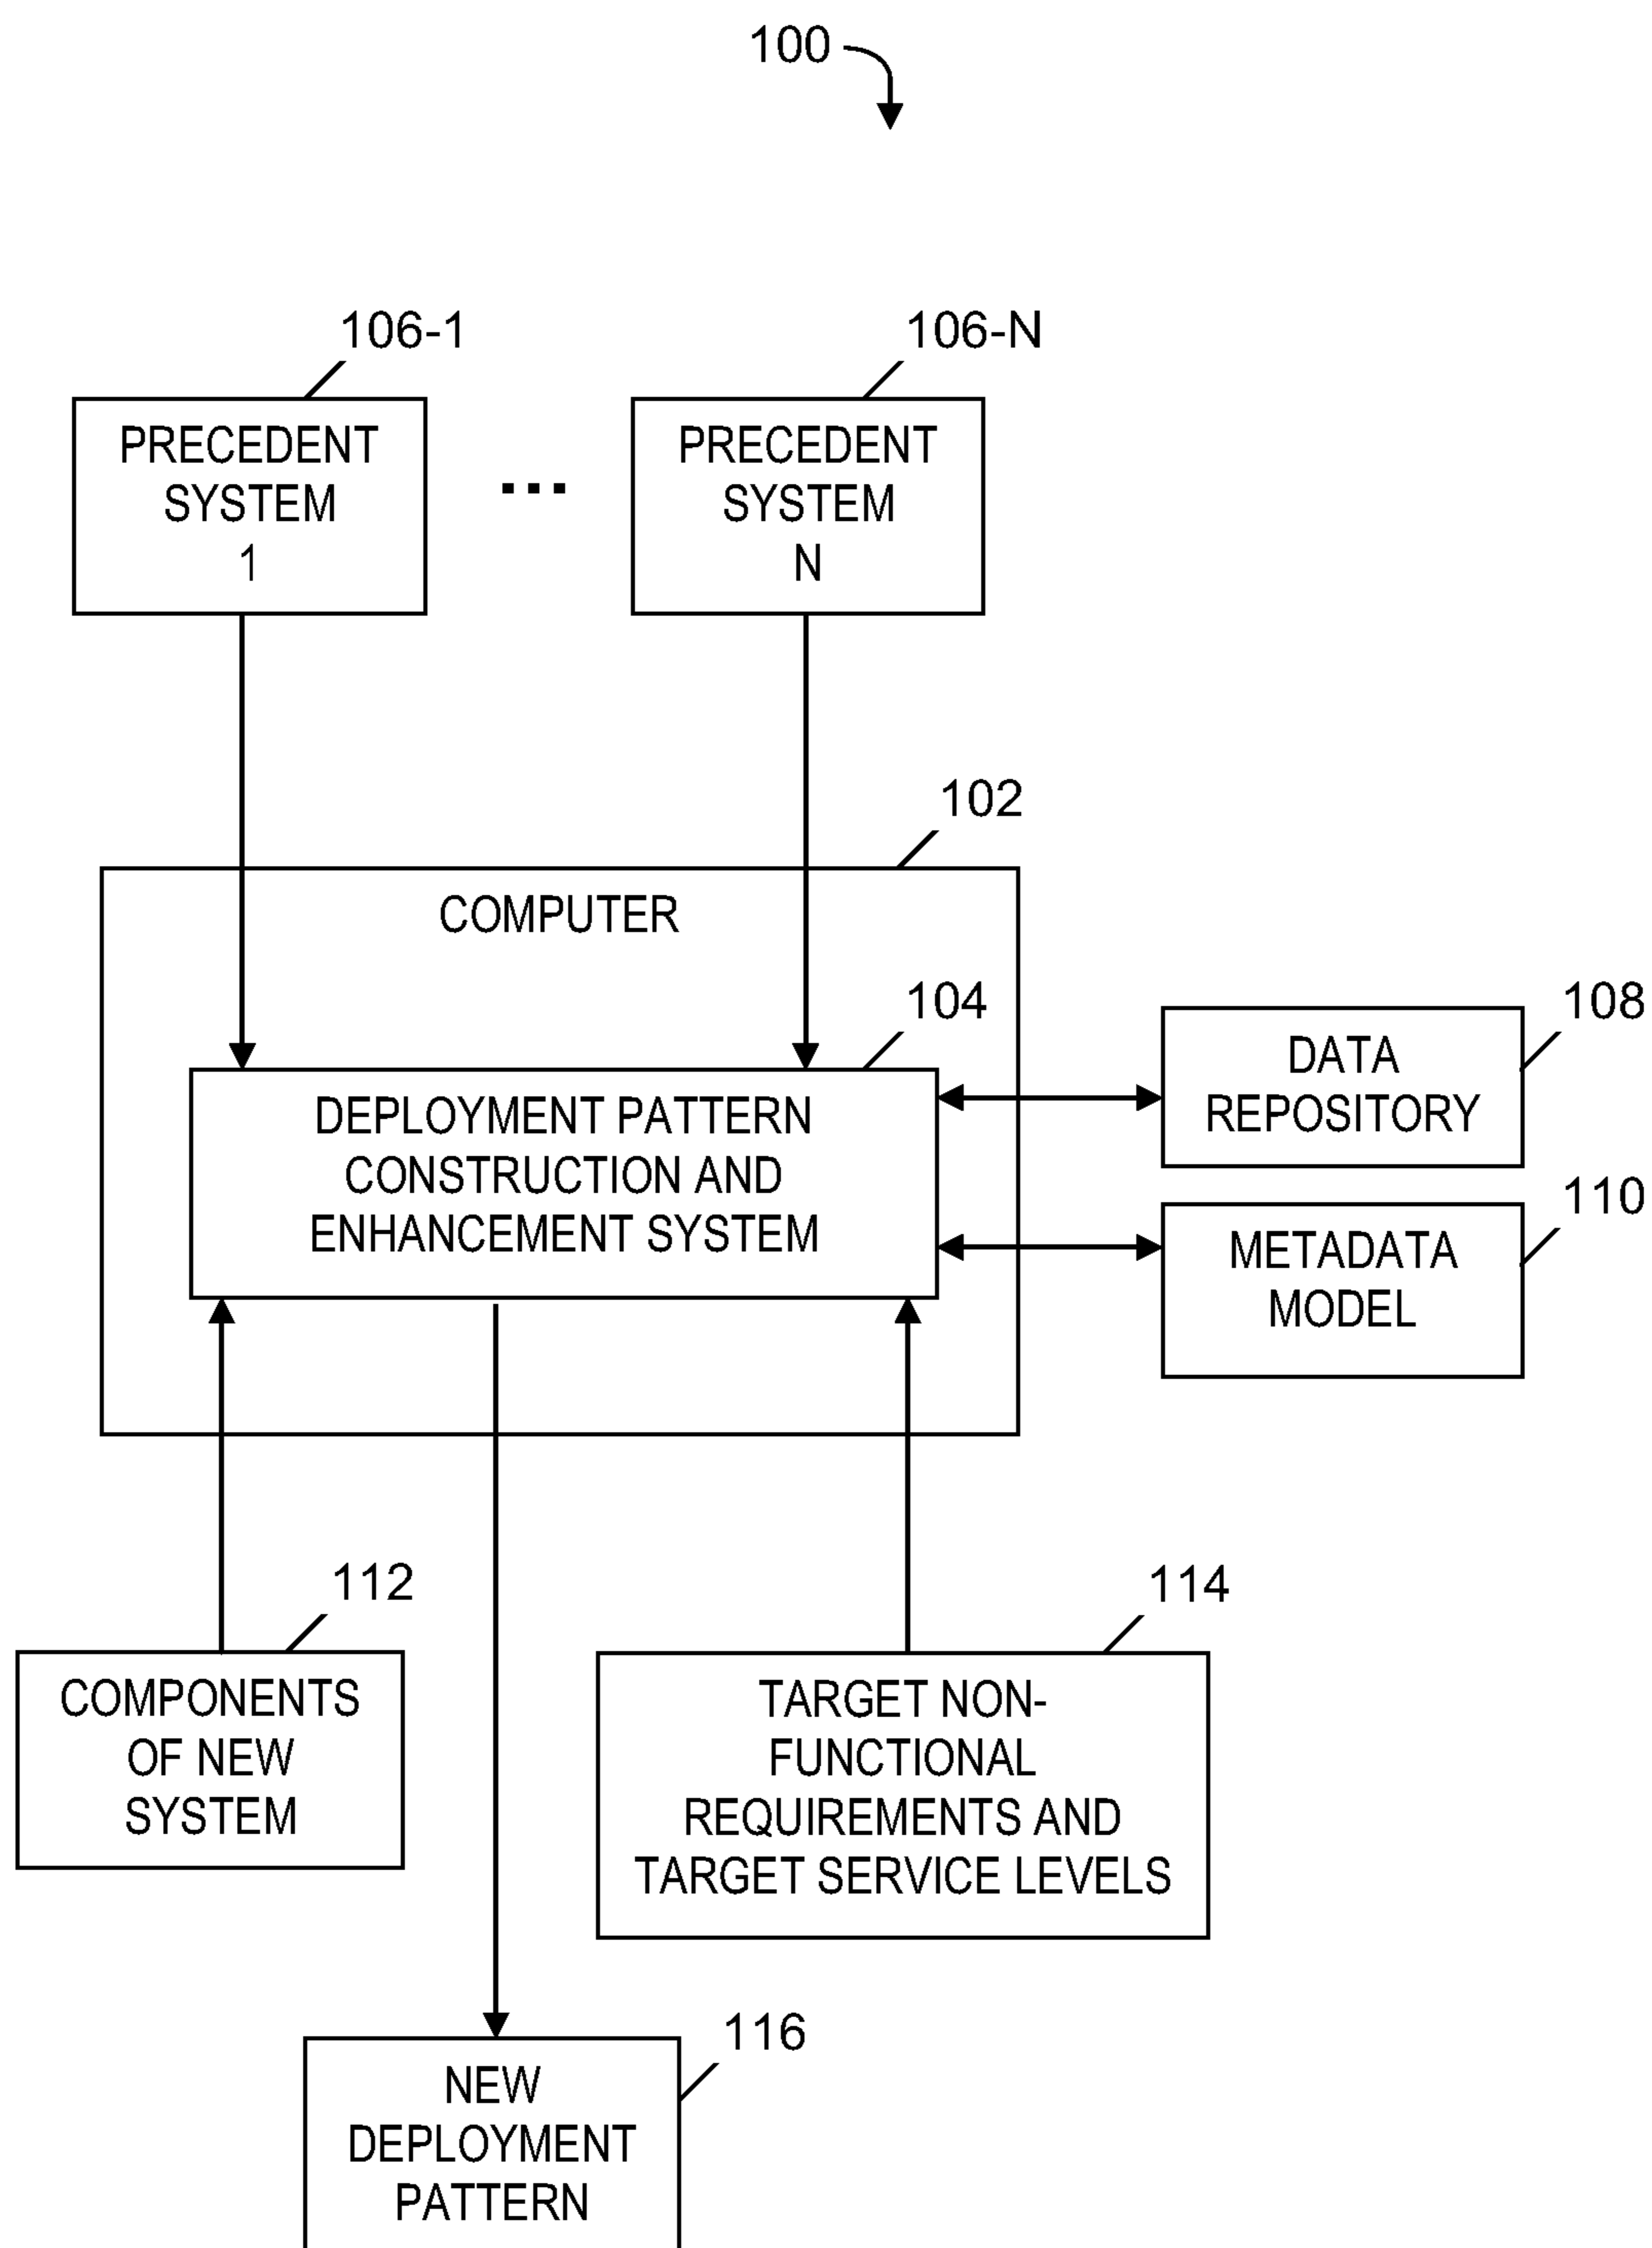 100
106-1
106-N
PRECEDENT
SYSTEM
1
...
PRECEDENT
SYSTEM
N
102
COMPUTER
104
DEPLOYMENT PATTERN
CONSTRUCTION AND
ENHANCEMENT SYSTEM
108
DATA
REPOSITORY
110
METADATA
MODEL
112
COMPONENTS
OF NEW
SYSTEM
114
TARGET NON-
FUNCTIONAL
REQUIREMENTS AND
TARGET SERVICE LEVELS
116
NEW
DEPLOYMENT
PATTERN